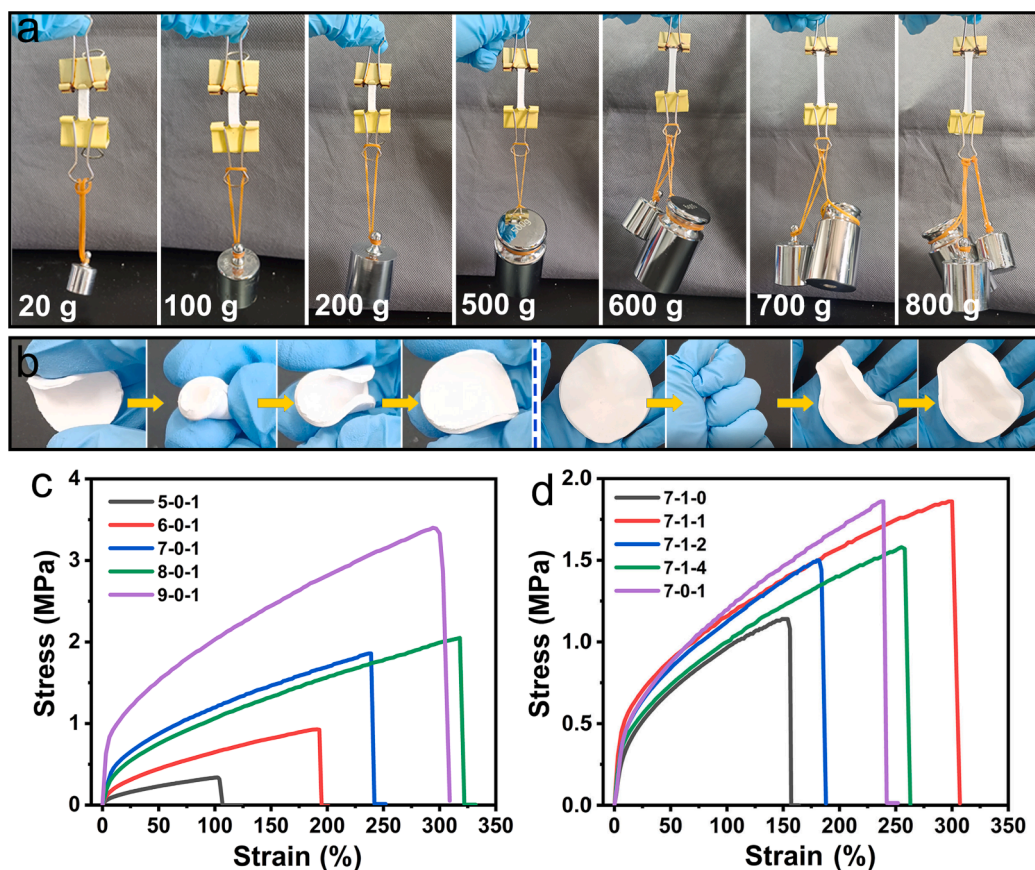 a
20 g
100 g
200 g
500 g
600 g
700 g
800 g
b
c
5-0-1
6-0-1
7-0-1
8-0-1
9-0-1
Stress (MPa)
4
3
2
1
0
0 50 100 150 200 250 300 350
Strain (%)
d
7-1-0
7-1-1
7-1-2
7-1-4
7-0-1
Stress (MPa)
2.0
1.5
1.0
0.5
0.0
0 50 100 150 200 250 300 350
Strain (%)